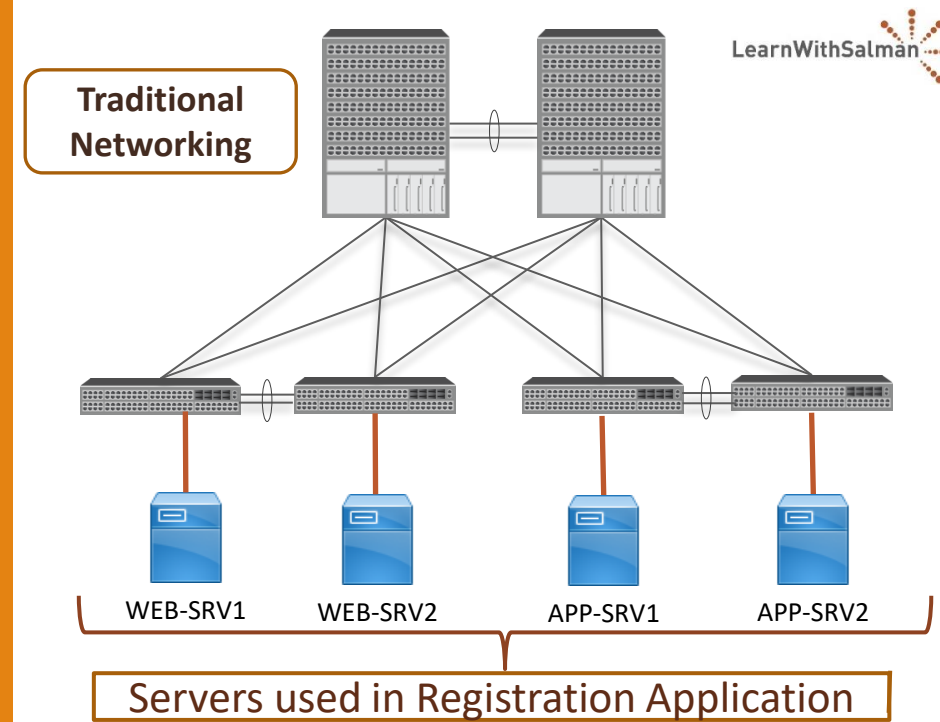 Traditional
Networking
LearnWithSalman
WEB-SRV1 WEB-SRV2 APP-SRV1 APP-SRV2
Servers used in Registration Application